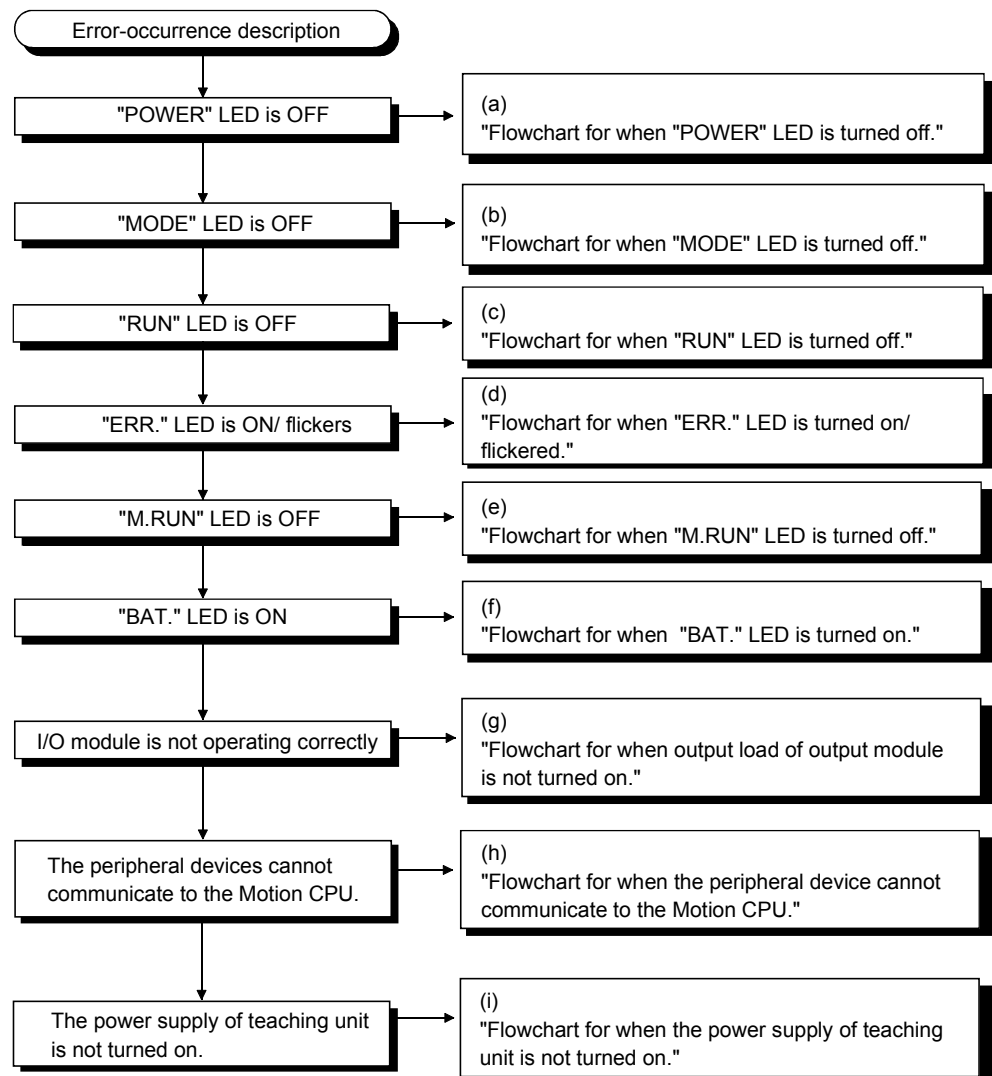 Error-occurrence description
"POWER" LED is OFF
(a)
"Flowchart for when "POWER" LED is turned off."
"MODE" LED is OFF
(b)
"Flowchart for when "MODE" LED is turned off."
"RUN" LED is OFF
(c)
"Flowchart for when "RUN" LED is turned off."
"ERR." LED is ON/ flickers
(d)
"Flowchart for when "ERR." LED is turned on/
flickered."
"M.RUN" LED is OFF
(e)
"Flowchart for when "M.RUN" LED is turned off."
"BAT." LED is ON
(f)
"Flowchart for when  "BAT." LED is turned on."
I/O module is not operating correctly
(g)
"Flowchart for when output load of output module
is not turned on."
The peripheral devices cannot
communicate to the Motion CPU.
(h)
"Flowchart for when the peripheral device cannot
communicate to the Motion CPU."
The power supply of teaching unit
is not turned on.
(i)
"Flowchart for when the power supply of teaching
unit is not turned on."